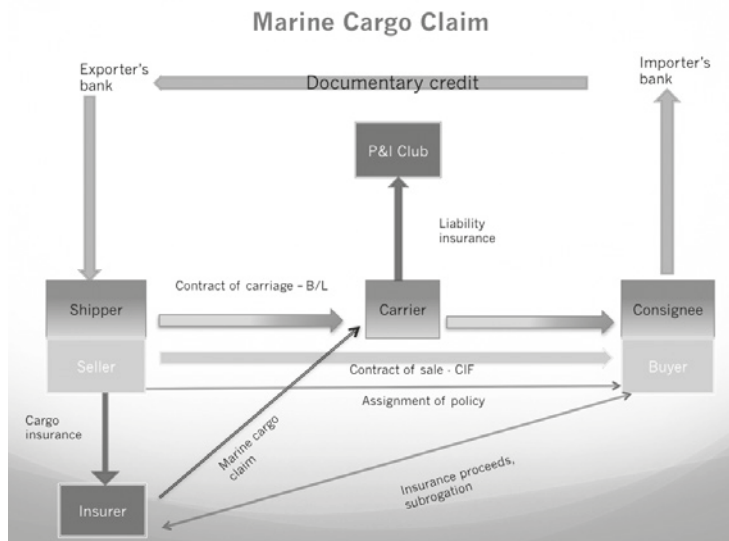 Marine Cargo Claim
Exporter's
bank
Documentary credit
Importer's
bank
P&I Club
Liability
insurance
Contract of carriage – B/L
Shipper
Carrier
Consignee
Seller
Contract of sale - CIF
Buyer
Assignment of policy
Cargo
insurance
Marine cargo
claim
Insurance proceeds,
subrogation
Insurer